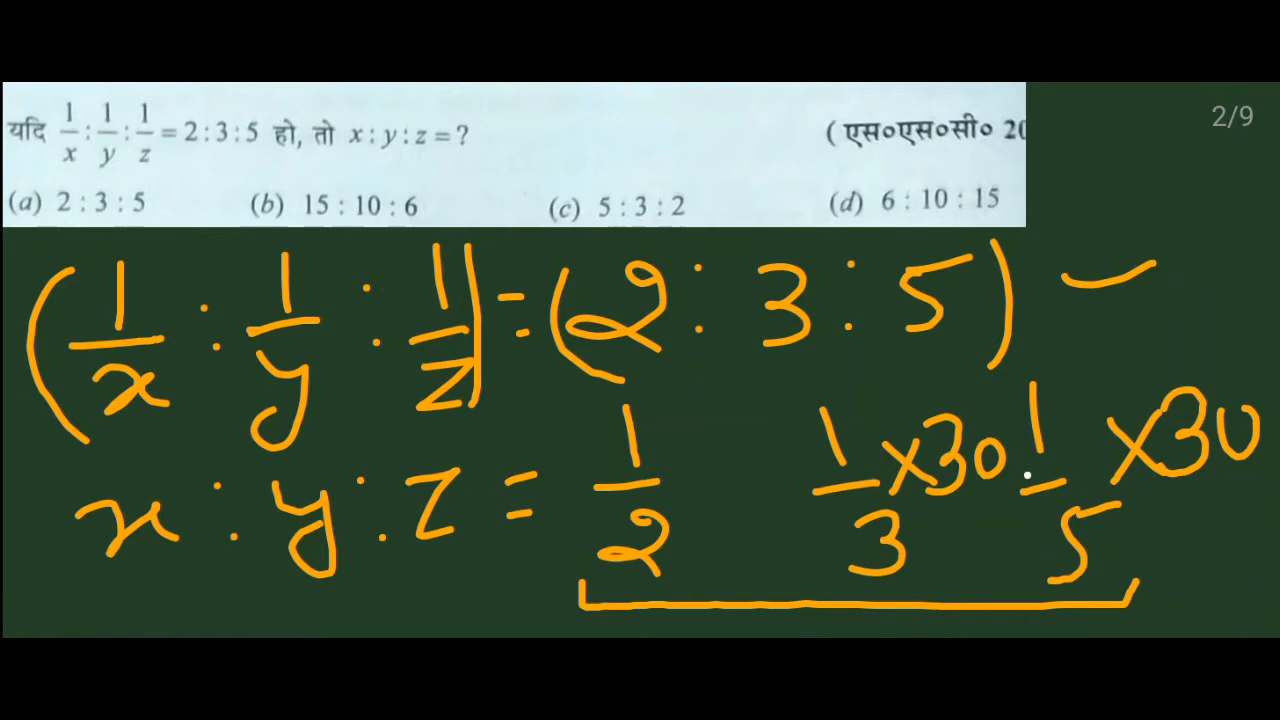 2/9
यदि 1/x : 1/y : 1/z = 2 : 3 : 5 हो, तो x : y : z = ? ( एस०एस०सी० 20
(a) 2 : 3 : 5 (b) 15 : 10 : 6 (c) 5 : 3 : 2 (d) 6 : 10 : 15
(1/x : 1/y : 1/z) = (2 : 3 : 5) –
x : y : z = 1/2 1/3 ×30 1/5 ×30